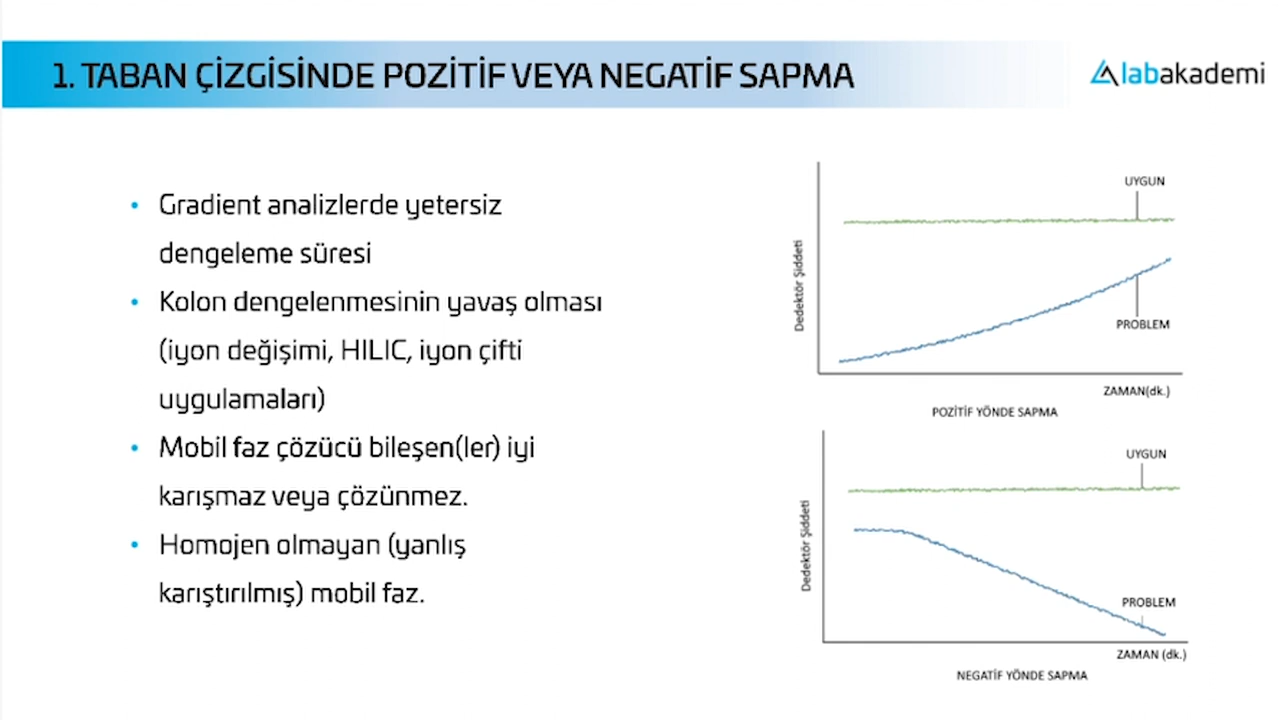 1. TABAN ÇİZGİSİNDE POZİTİF VEYA NEGATİF SAPMA
labakademi
• Gradient analizlerde yetersiz
dengeleme süresi
• Kolon dengelenmesinin yavaş olması
(iyon değişimi, HILIC, iyon çifti
uygulamaları)
• Mobil faz çözücü bileşen(ler) iyi
karışmaz veya çözünmez.
• Homojen olmayan (yanlış
karıştırılmış) mobil faz.
UYGUN
Dedektör Şiddeti
PROBLEM
ZAMAN(dk.)
POZİTİF YÖNDE SAPMA
UYGUN
Dedektör Şiddeti
PROBLEM
ZAMAN (dk.)
NEGATİF YÖNDE SAPMA